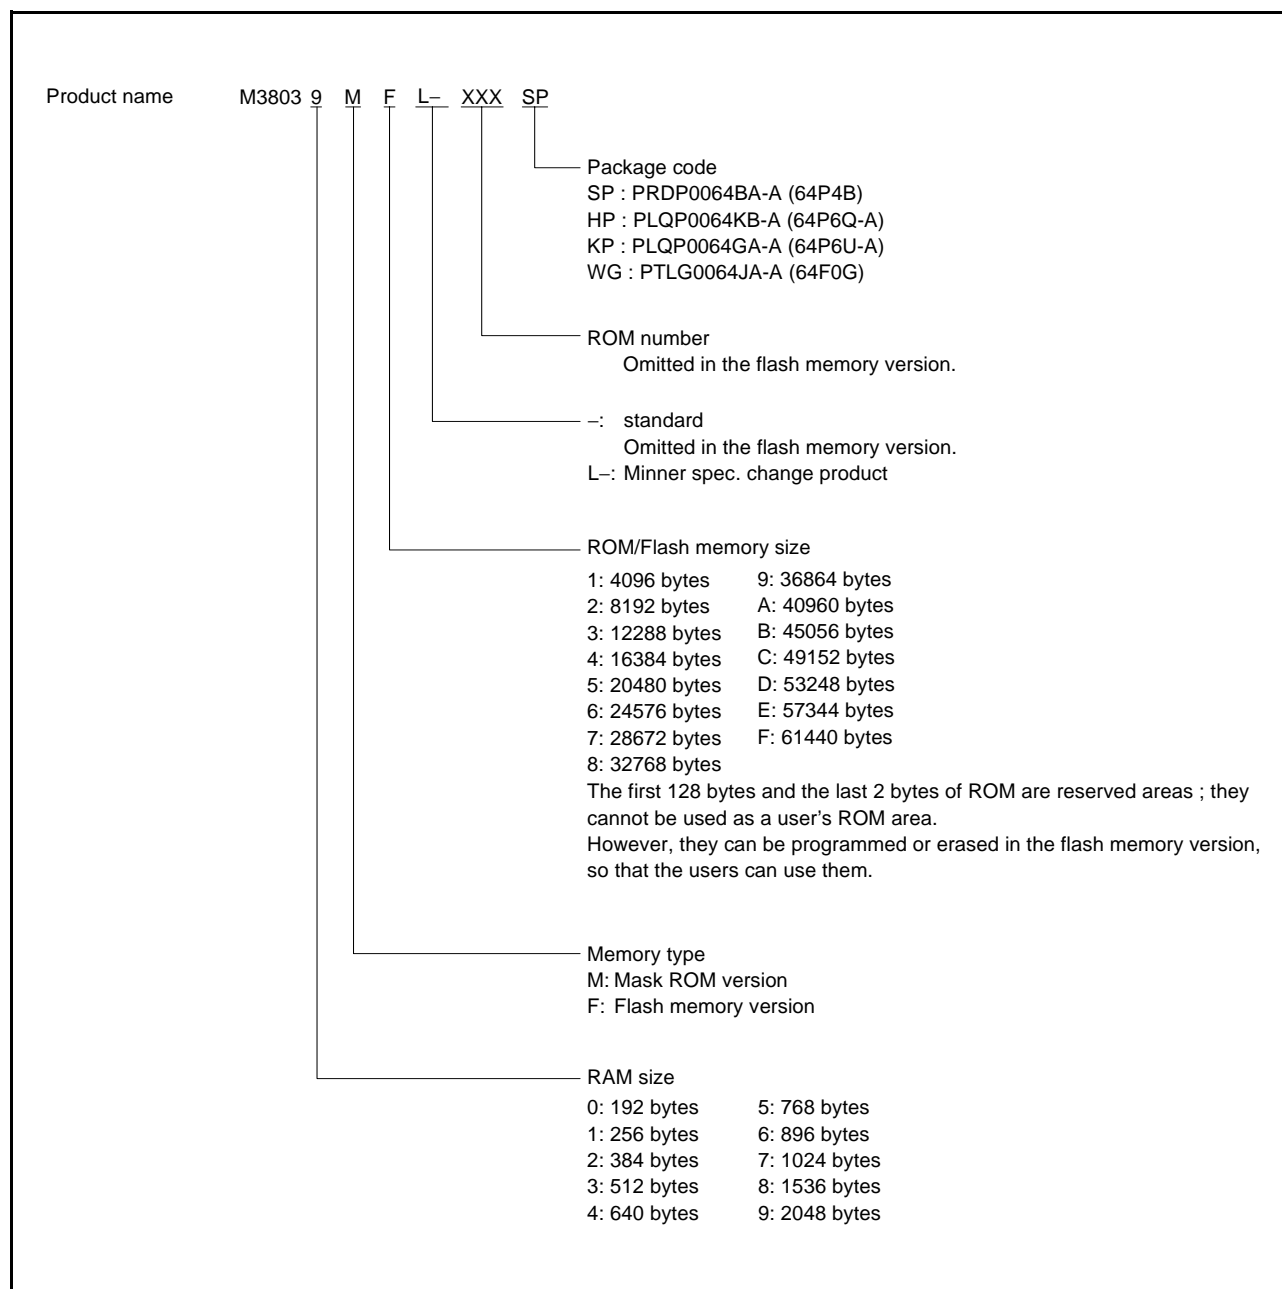 Product name M3803 9 M F L– XXX SP
Package code
SP : PRDP0064BA-A (64P4B)
HP : PLQP0064KB-A (64P6Q-A)
KP : PLQP0064GA-A (64P6U-A)
WG : PTLG0064JA-A (64F0G)
ROM number
Omitted in the flash memory version.
–: standard
Omitted in the flash memory version.
L–: Minner spec. change product
ROM/Flash memory size
1: 4096 bytes 9: 36864 bytes
2: 8192 bytes A: 40960 bytes
3: 12288 bytes B: 45056 bytes
4: 16384 bytes C: 49152 bytes
5: 20480 bytes D: 53248 bytes
6: 24576 bytes E: 57344 bytes
7: 28672 bytes F: 61440 bytes
8: 32768 bytes
The first 128 bytes and the last 2 bytes of ROM are reserved areas ; they
cannot be used as a user’s ROM area.
However, they can be programmed or erased in the flash memory version,
so that the users can use them.
Memory type
M: Mask ROM version
F: Flash memory version
RAM size
0: 192 bytes 5: 768 bytes
1: 256 bytes 6: 896 bytes
2: 384 bytes 7: 1024 bytes
3: 512 bytes 8: 1536 bytes
4: 640 bytes 9: 2048 bytes